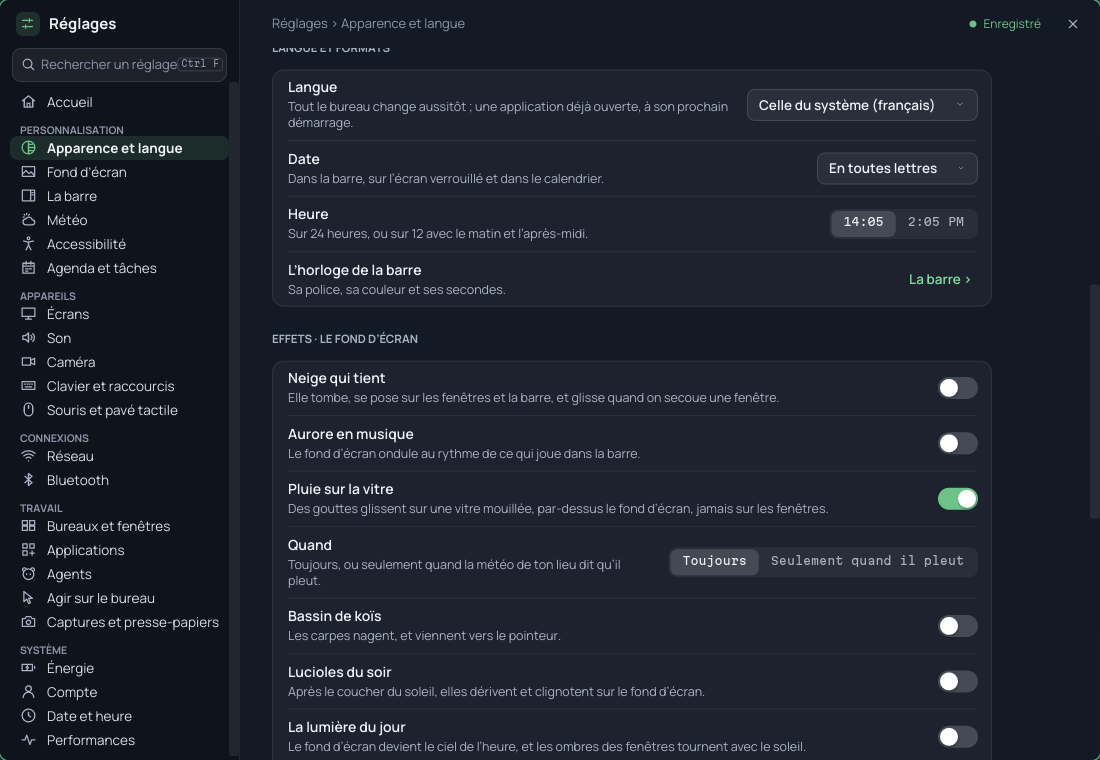 Réglages
Rechercher un réglage
Ctrl F
Accueil
PERSONNALISATION
Apparence et langue
Fond d'écran
La barre
Météo
Accessibilité
Agenda et tâches
APPAREILS
Écrans
Son
Caméra
Clavier et raccourcis
Souris et pavé tactile
CONNEXIONS
Réseau
Bluetooth
TRAVAIL
Bureaux et fenêtres
Applications
Agents
Agir sur le bureau
Captures et presse-papiers
SYSTÈME
Énergie
Compte
Date et heure
Performances
Réglages › Apparence et langue
Enregistré
LANGUE ET FORMATS
Langue
Tout le bureau change aussitôt ; une application déjà ouverte, à son prochain
démarrage.
Celle du système (français)
Date
Dans la barre, sur l'écran verrouillé et dans le calendrier.
En toutes lettres
Heure
Sur 24 heures, ou sur 12 avec le matin et l'après-midi.
14:05
2:05 PM
L'horloge de la barre
Sa police, sa couleur et ses secondes.
La barre ›
EFFETS · LE FOND D'ÉCRAN
Neige qui tient
Elle tombe, se pose sur les fenêtres et la barre, et glisse quand on secoue une fenêtre.
Aurore en musique
Le fond d'écran ondule au rythme de ce qui joue dans la barre.
Pluie sur la vitre
Des gouttes glissent sur une vitre mouillée, par-dessus le fond d'écran, jamais sur les fenêtres.
Quand
Toujours, ou seulement quand la météo de ton lieu dit qu'il
pleut.
Toujours
Seulement quand il pleut
Bassin de koïs
Les carpes nagent, et viennent vers le pointeur.
Lucioles du soir
Après le coucher du soleil, elles dérivent et clignotent sur le fond d'écran.
La lumière du jour
Le fond d'écran devient le ciel de l'heure, et les ombres des fenêtres tournent avec le soleil.